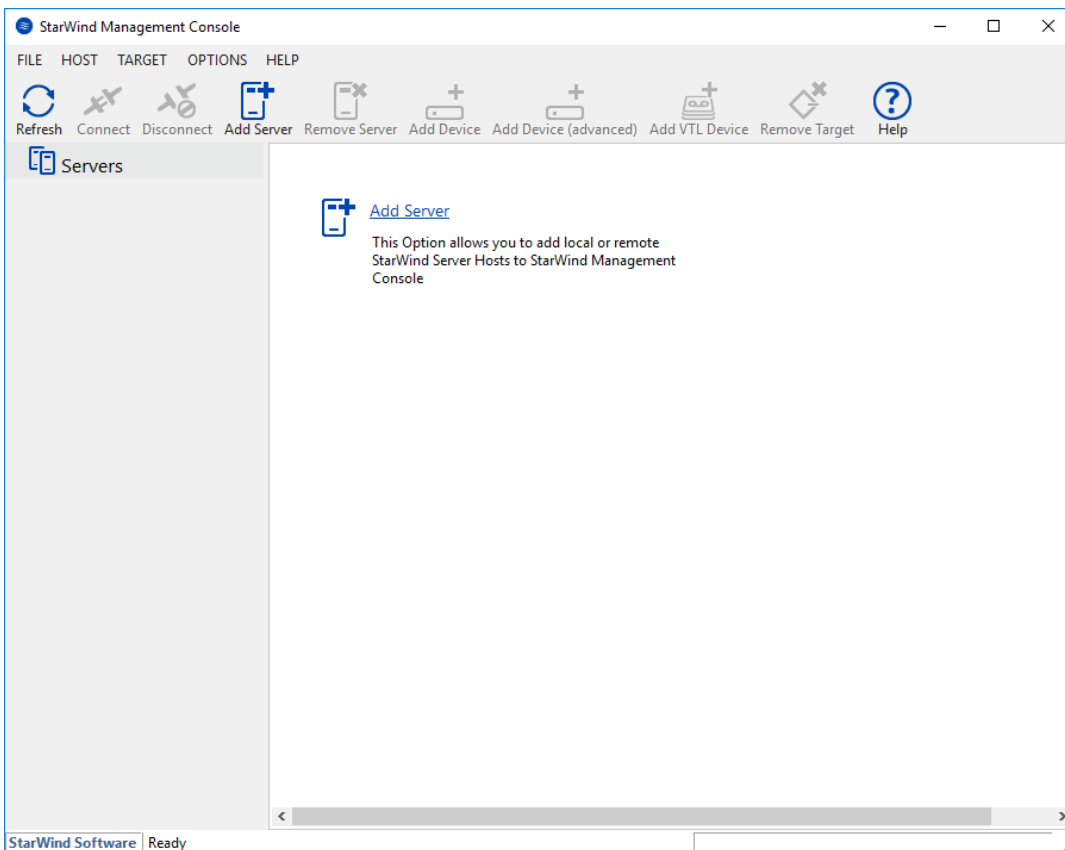 StarWind Management Console
FILE HOST TARGET OPTIONS HELP
Refresh Connect Disconnect Add Server Remove Server Add Device Add Device (advanced) Add VTL Device Remove Target Help
Servers
Add Server
This Option allows you to add local or remote
StarWind Server Hosts to StarWind Management
Console
StarWind Software Ready